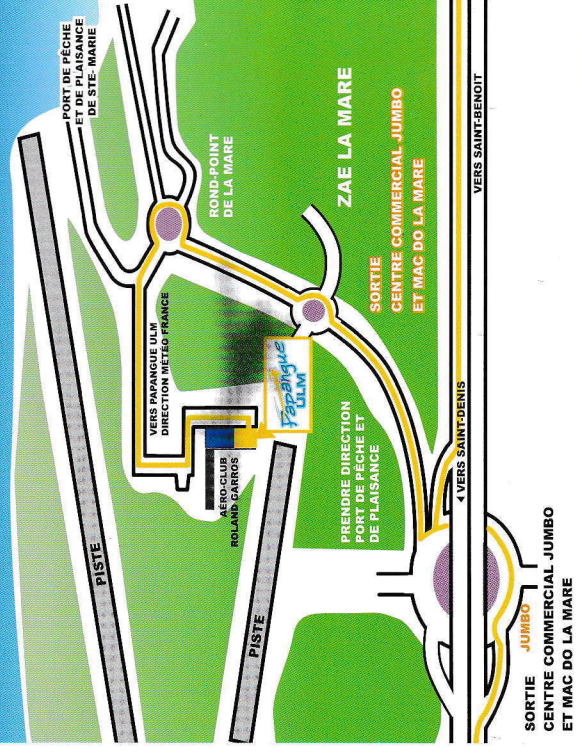 PORT DE PÊCHE
ET DE PLAISANCE
DE STE- MARIE
ROND-POINT
DE LA MARE
ZAE LA MARE
SORTIE
CENTRE COMMERCIAL JUMBO
ET MAC DO LA MARE
VERS SAINT-BENOIT
VERS PAPANGUE ULM
DIRECTION MÉTÉO FRANCE
Papangue
ULM
AÉRO-CLUB
ROLAND GARROS
PRENDRE DIRECTION
PORT DE PÊCHE ET
DE PLAISANCE
VERS SAINT-DENIS
PISTE
PISTE
SORTIE JUMBO
CENTRE COMMERCIAL JUMBO
ET MAC DO LA MARE